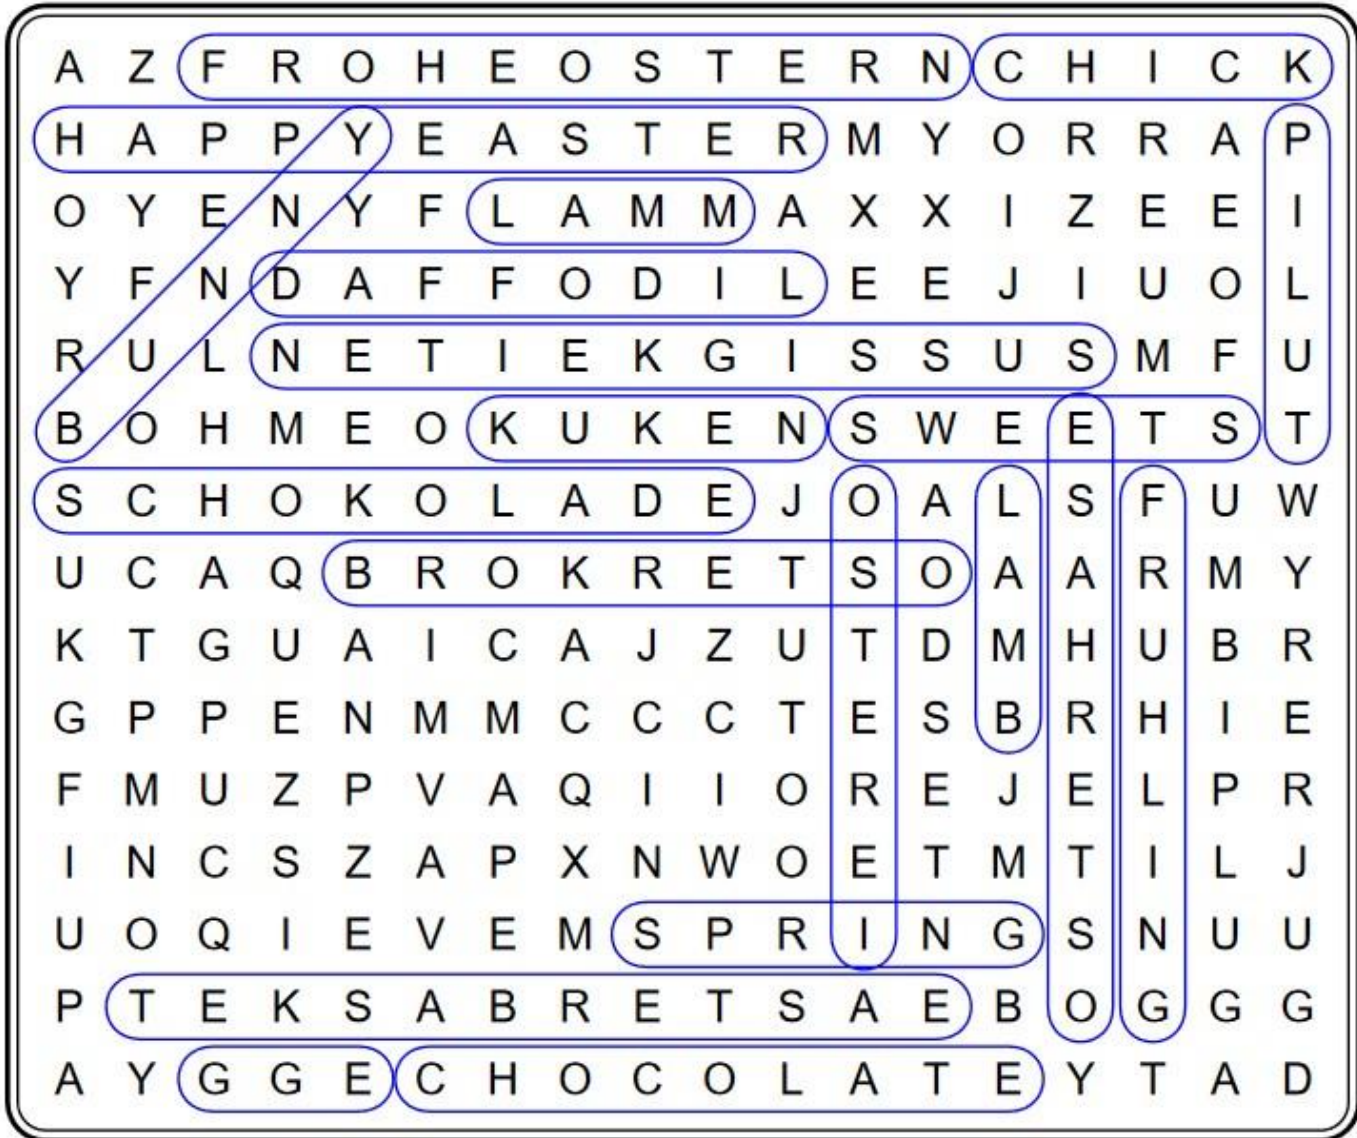 A Z F R O H E O S T E R N C H I C K
H A P P Y E A S T E R M Y O R R A P
O Y E N Y F L A M M A X X I Z E E I
Y F N D A F F O D I L E E J I U O L
R U L N E T I E K G I S S U S M F U
B O H M E O K U K E N S W E E T S T
S C H O K O L A D E J O A L S F U W
U C A Q B R O K R E T S O A A R M Y
K T G U A I C A J Z U T D M H U B R
G P P E N M M C C C T E S B R H I E
F M U Z P V A Q I I O R E J E L P R
I N C S Z A P X N W O E T M T I L J
U O Q I E V E M S P R I N G S N U U
P T E K S A B R E T S A E B O G G G
A Y G G E C H O C O L A T E Y T A D